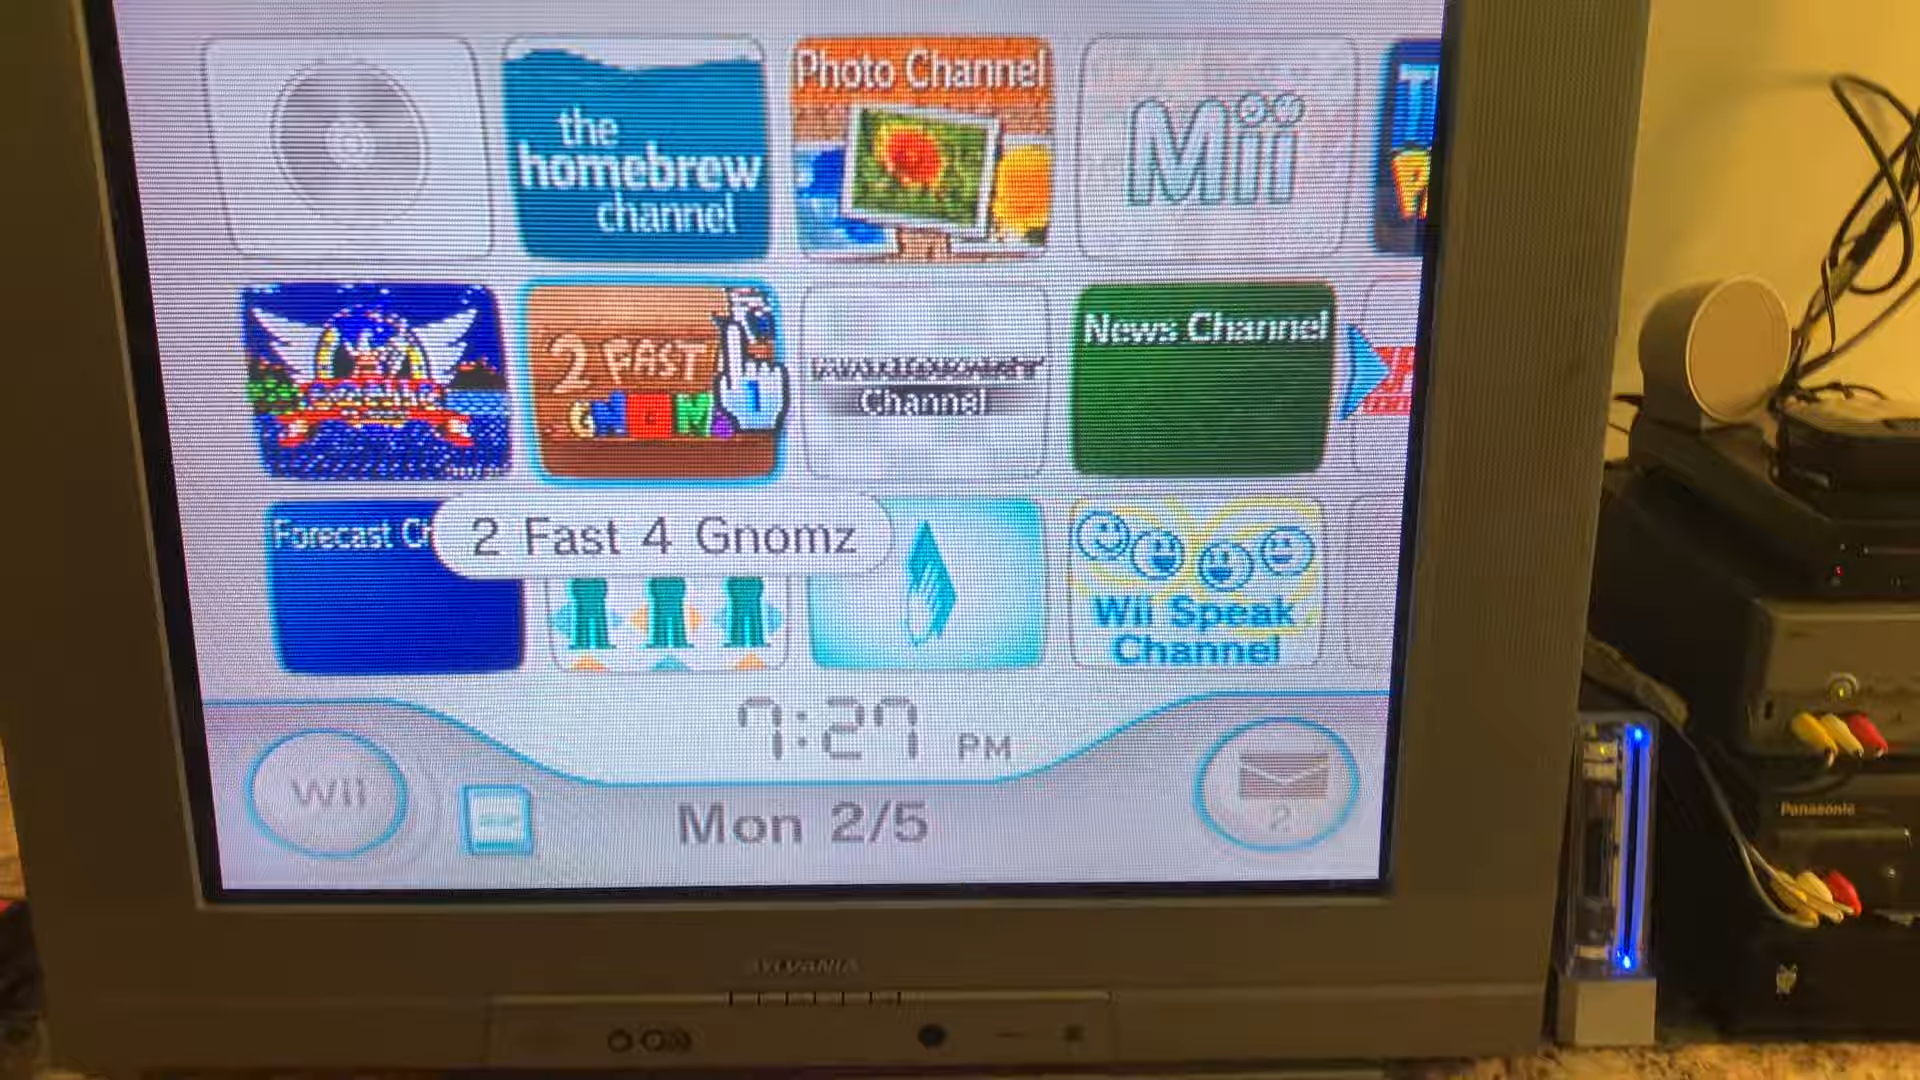 Photo Channel
the
homebrew
channel
Mii
2 FAST
Channel
News Channel
Forecast Ch
2 Fast 4 Gnomz
Wii Speak
Channel
7:27 PM
Wii
Mon 2/5
2
SYLVANIA
Panasonic